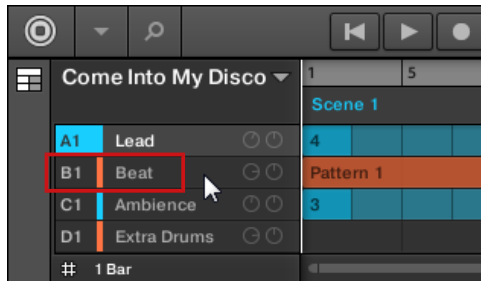 Come Into My Disco
1 5
Scene 1
A1 Lead 4
B1 Beat Pattern 1
C1 Ambience 3
D1 Extra Drums
# 1 Bar